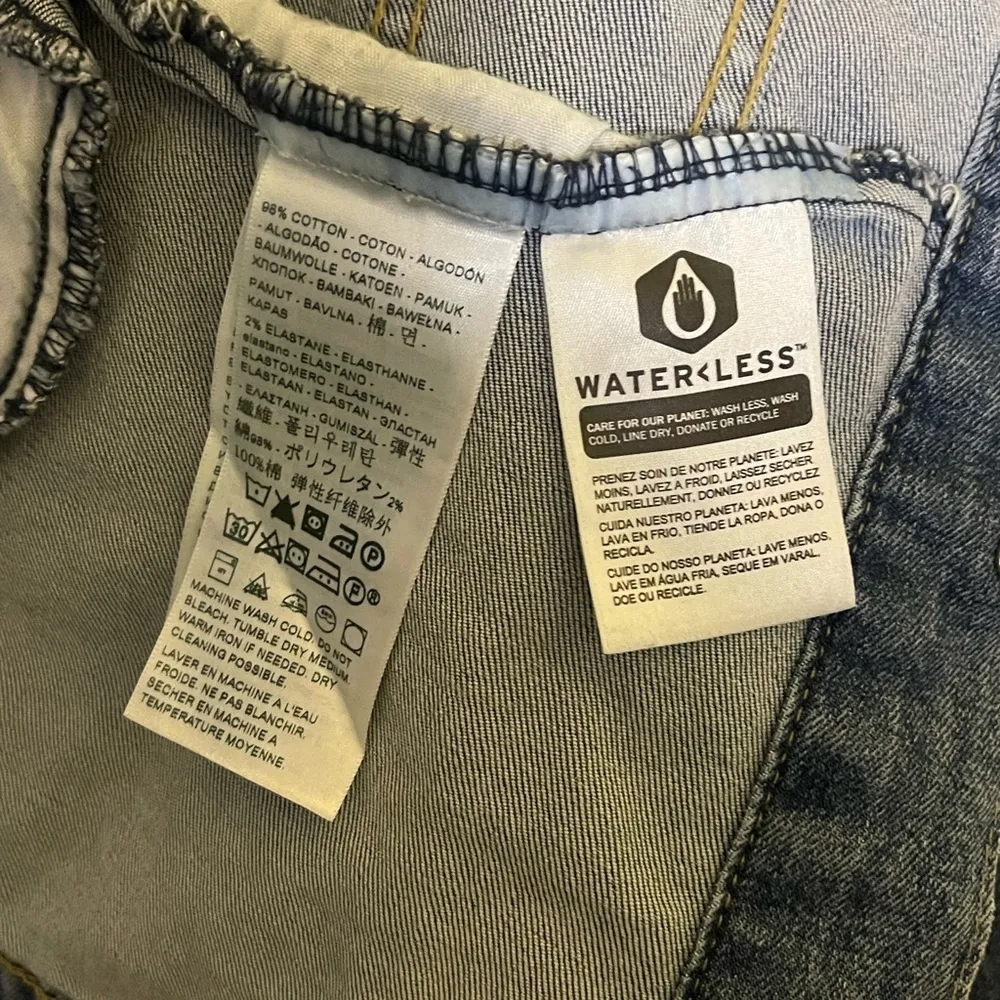 98% COTTON - COTON - ALGODÓN
- ALGODÃO - COTONE -
BAUMWOLLE - KATOEN - PAMUK -
ХЛОПОК - BAMBAKI - BAWEŁNA -
PAMUT - BAVLNA - 棉 - 면 -
KAPAS
2% ELASTANE - ELASTHANNE -
elastano - ELASTANO -
ELASTOMERO - ELASTHAN -
ELASTAAN - ELASTAN - ЭЛАСТАН
- ΕΛΑΣΤΑΝΗ - GUMISZÁL - 彈性
纖維 - 폴리우레탄
綿98% - ポリウレタン2%
100%棉 弹性纤维除外
P
30 P ®
MACHINE WASH COLD. DO NOT
BLEACH. TUMBLE DRY MEDIUM.
WARM IRON IF NEEDED. DRY
CLEANING POSSIBLE.
LAVER EN MACHINE A L'EAU
FROIDE. NE PAS BLANCHIR.
SECHER EN MACHINE A
TEMPERATURE MOYENNE.
WATER<LESS™
CARE FOR OUR PLANET: WASH LESS, WASH
COLD, LINE DRY, DONATE OR RECYCLE
PRENEZ SOIN DE NOTRE PLANETE: LAVEZ
MOINS, LAVEZ A FROID, LAISSEZ SECHER
NATURELLEMENT, DONNEZ OU RECYCLEZ
CUIDA NUESTRO PLANETA: LAVA MENOS,
LAVA EN FRIO, TIENDE LA ROPA, DONA O
RECICLA.
CUIDE DO NOSSO PLANETA: LAVE MENOS,
LAVE EM ÁGUA FRIA, SEQUE EM VARAL,
DOE OU RECICLE.